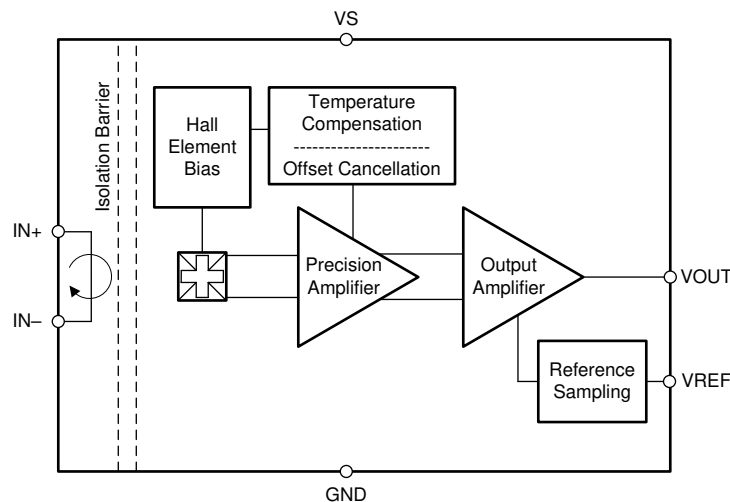 VS
Isolation Barrier
Hall
Element
Bias
Temperature
Compensation
Offset Cancellation
IN+
IN–
Precision
Amplifier
Output
Amplifier
VOUT
Reference
Sampling
VREF
GND